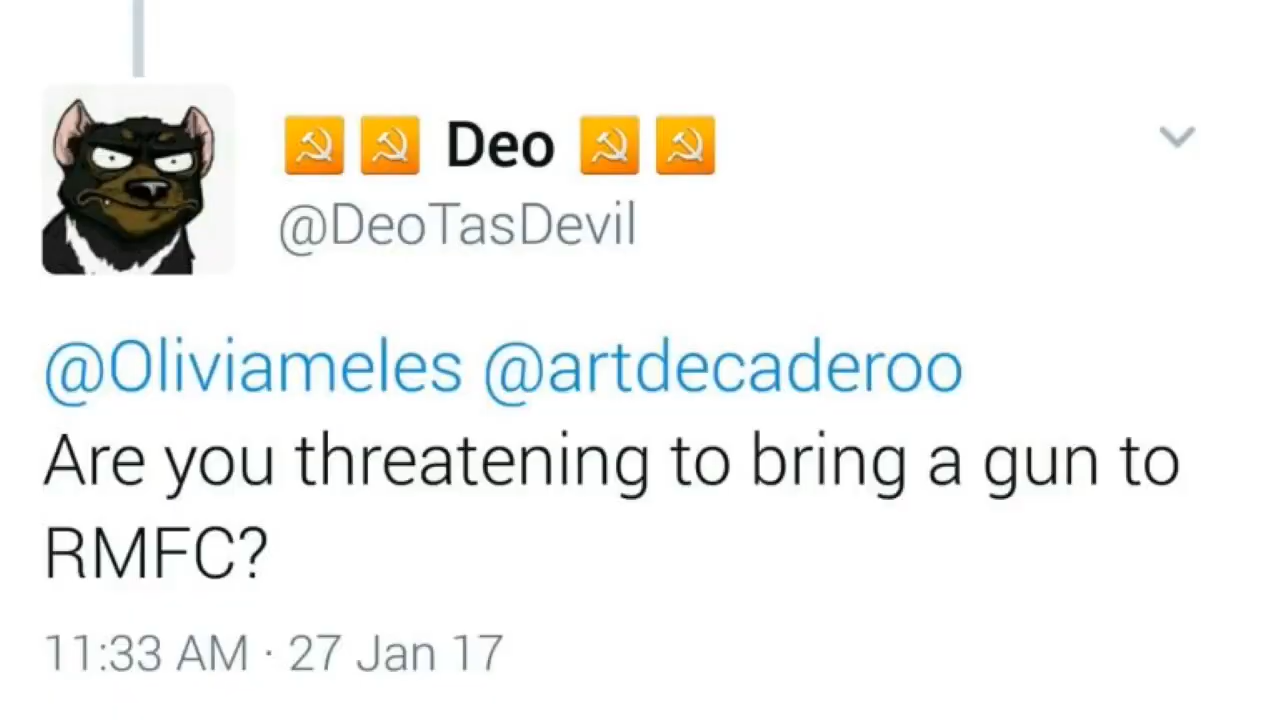 ☭ ☭ Deo ☭ ☭
@DeoTasDevil
@Oliviameles @artdecaderoo
Are you threatening to bring a gun to
RMFC?
11:33 AM · 27 Jan 17